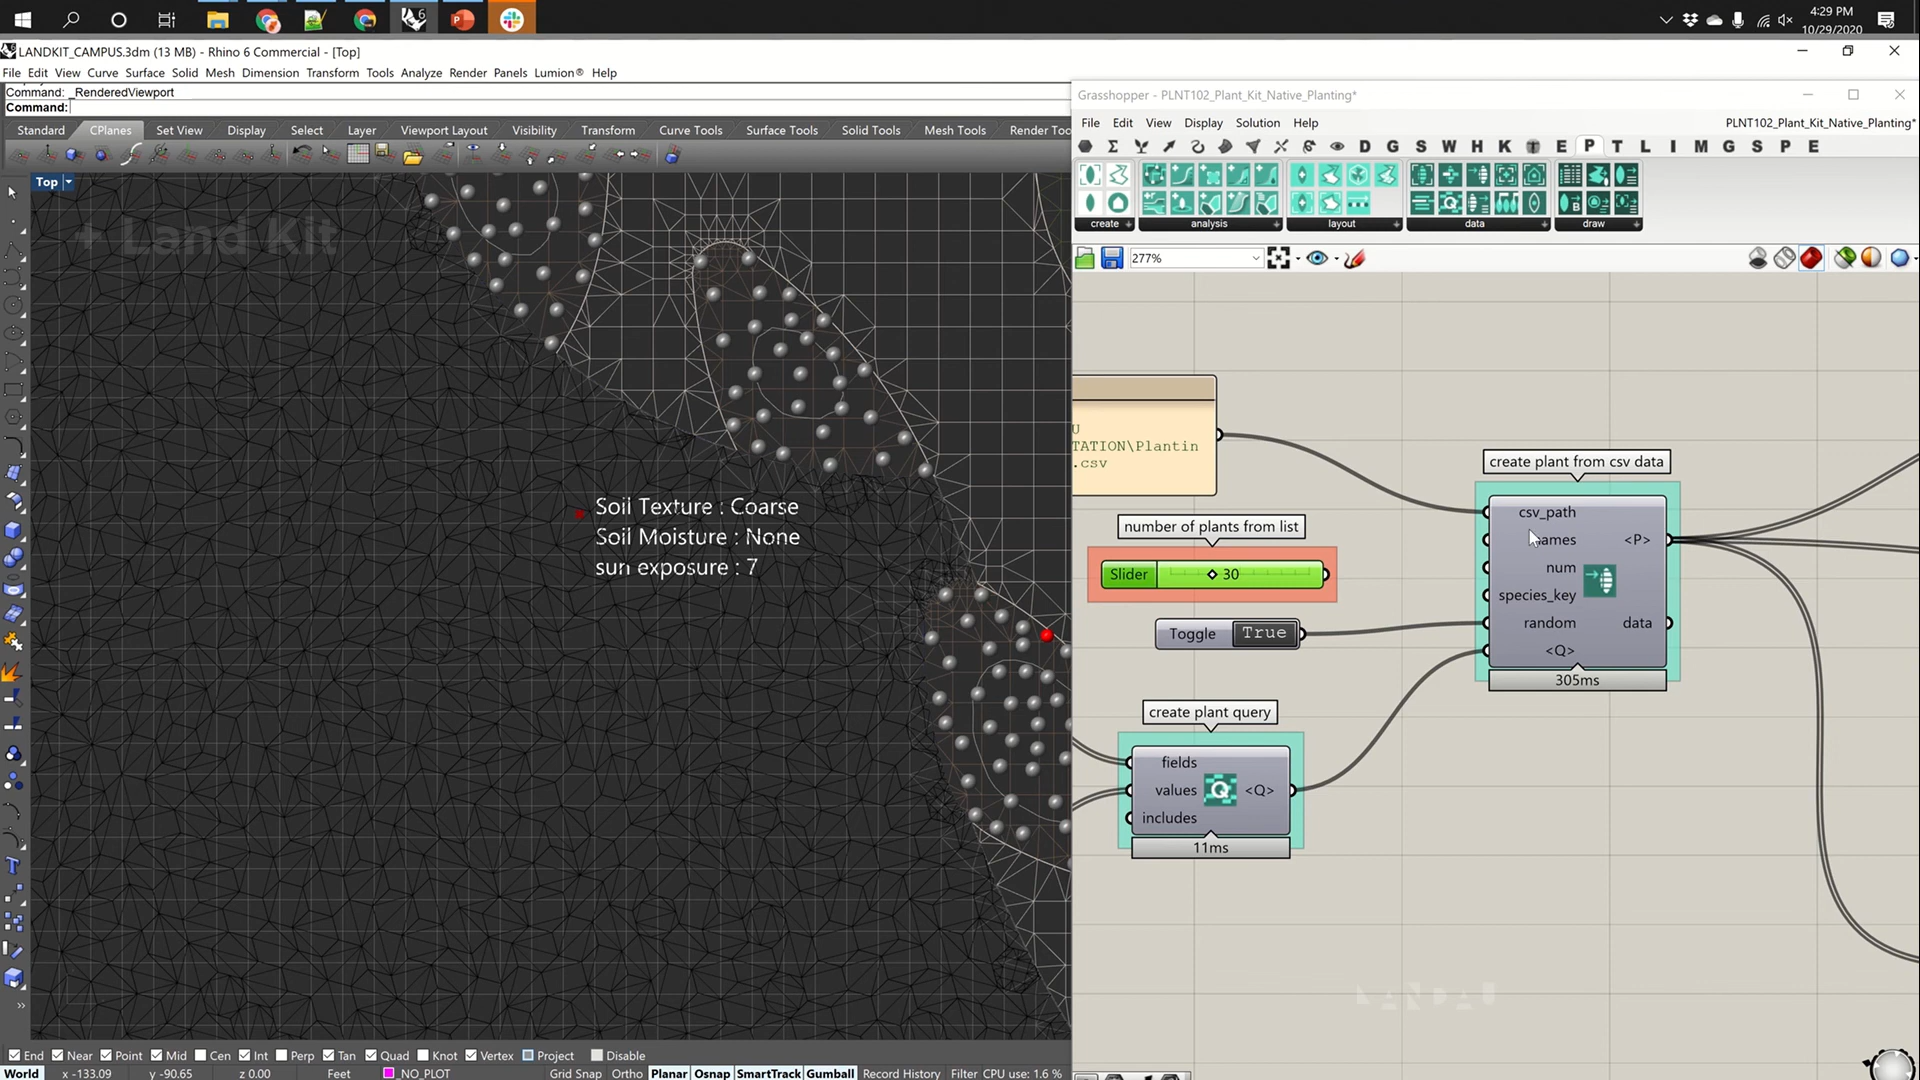 4:29 PM
10/29/2020
LANDKIT_CAMPUS.3dm (13 MB) - Rhino 6 Commercial - [Top]
File Edit View Curve Surface Solid Mesh Dimension Transform Tools Analyze Render Panels Lumion® Help
Command: _RenderedViewport
Command:
Standard CPlanes Set View Display Select Layer Viewport Layout Visibility Transform Curve Tools Surface Tools Solid Tools Mesh Tools Render Too
Top
+ Land Kit
Soil Texture : Coarse
Soil Moisture : None
sun exposure : 7
Grasshopper - PLNT102_Plant_Kit_Native_Planting*
File Edit View Display Solution Help
PLNT102_Plant_Kit_Native_Planting*
D G S W H K E P T L I M G S P E
create analysis layout data draw
277%
U
TATION\Plantin
.csv
number of plants from list
Slider 30
Toggle True
create plant query
fields
values <Q>
includes
11ms
create plant from csv data
csv_path
names <P>
num
species_key
random data
<Q>
305ms
LANDAU
End Near Point Mid Cen Int Perp Tan Quad Knot Vertex Project Disable
World x -133.09 y -90.65 z 0.00 Feet _NO_PLOT Grid Snap Ortho Planar Osnap SmartTrack Gumball Record History Filter CPU use: 1.6 %